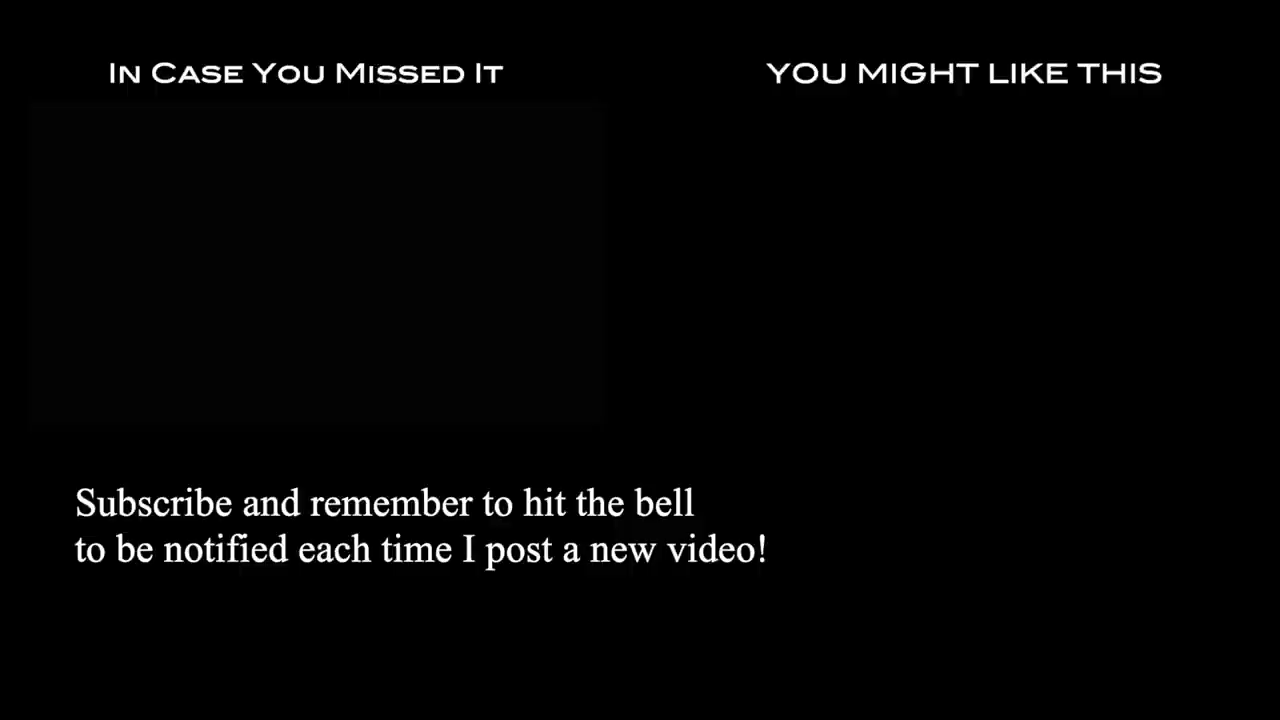 In Case You Missed It
YOU MIGHT LIKE THIS
Subscribe and remember to hit the bell
to be notified each time I post a new video!